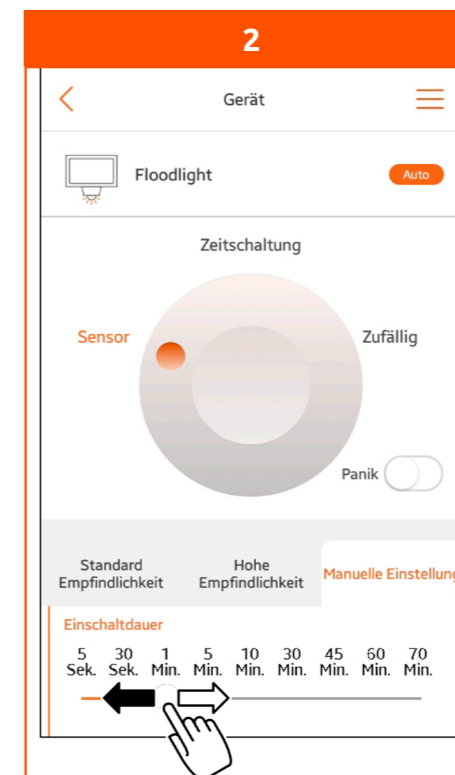 2
Gerät
Floodlight
Auto
Zeitschaltung
Sensor
Zufällig
Panik
Standard
Empfindlichkeit
Hohe
Empfindlichkeit
Manuelle Einstellung
Einschaltdauer
5 30 1 5 10 30 45 60 70
Sek. Sek. Min. Min. Min. Min. Min. Min. Min.